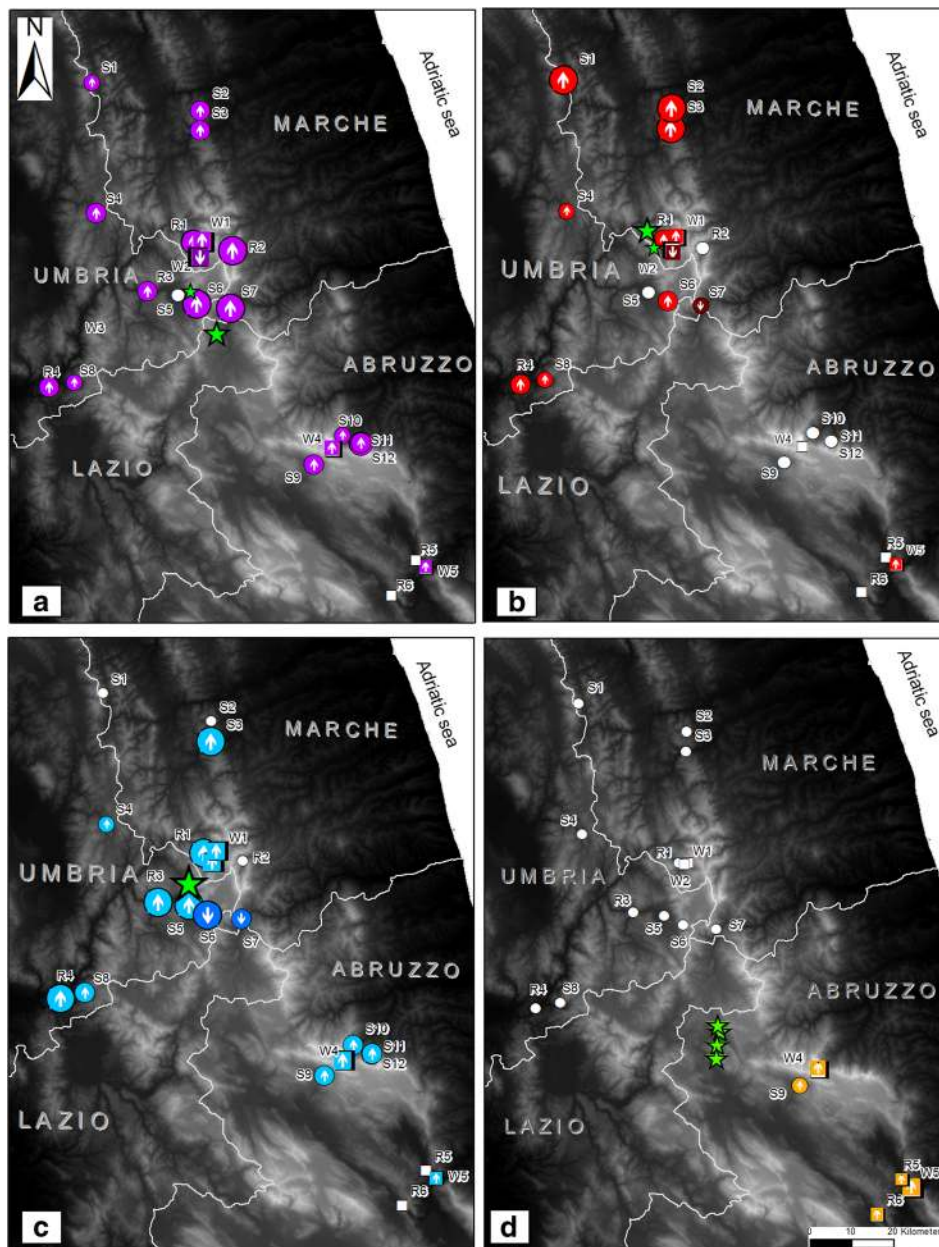 N
S1
S2
S3
MARCHE
Adriatic sea
S4
R1
W1
R2
W2
UMBRIA
R3
S5
S6
S7
W3
ABRUZZO
R4
S8
S10
W4
S11
S12
S9
LAZIO
R5
W5
R6
a
S1
S2
S3
MARCHE
Adriatic sea
S4
R1
W1
R2
UMBRIA
W2
S5
S6
S7
ABRUZZO
R4
S8
S10
W4
S11
S12
S9
LAZIO
R5
W5
R6
b
Adriatic sea
S1
S2
S3
MARCHE
S4
R1
W1
R2
UMBRIA
R3
S5
S6
S7
ABRUZZO
R4
S8
S10
W4
S11
S12
S9
LAZIO
R5
W5
R6
c
Adriatic sea
S1
S2
S3
MARCHE
S4
R1
W1
W2
UMBRIA
R3
S5
S6
S7
R4
S8
ABRUZZO
W4
S9
LAZIO
R5
W5
R6
d
0 10 20 Kilometer